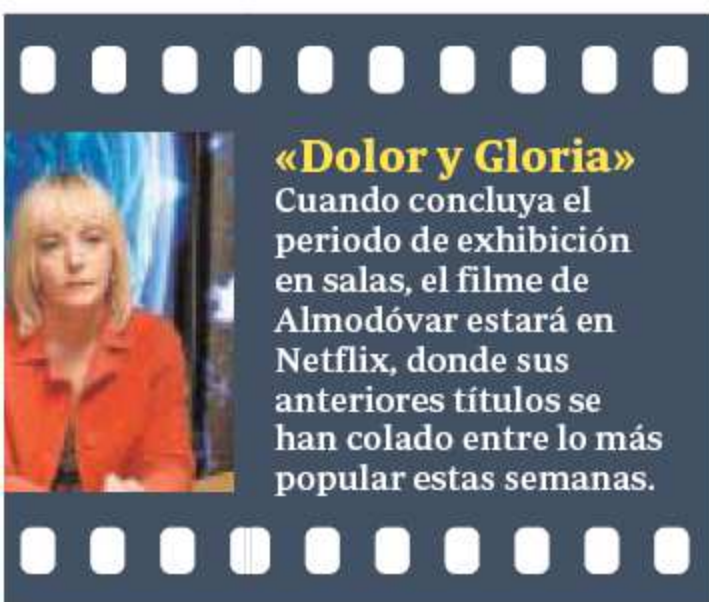 «Dolor y Gloria»
Cuando concluya el
periodo de exhibición
en salas, el filme de
Almodóvar estará en
Netflix, donde sus
anteriores títulos se
han colado entre lo más
popular estas semanas.